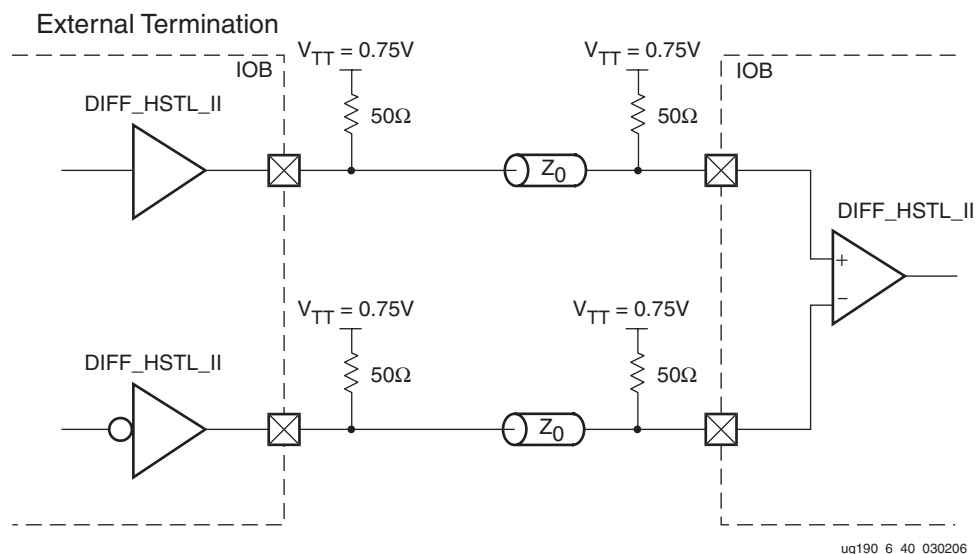 External Termination
V_TT = 0.75V
V_TT = 0.75V
IOB
IOB
DIFF_HSTL_II
50Ω
50Ω
Z_0
DIFF_HSTL_II
+
–
V_TT = 0.75V
V_TT = 0.75V
DIFF_HSTL_II
50Ω
50Ω
Z_0
ug190_6_40_030206